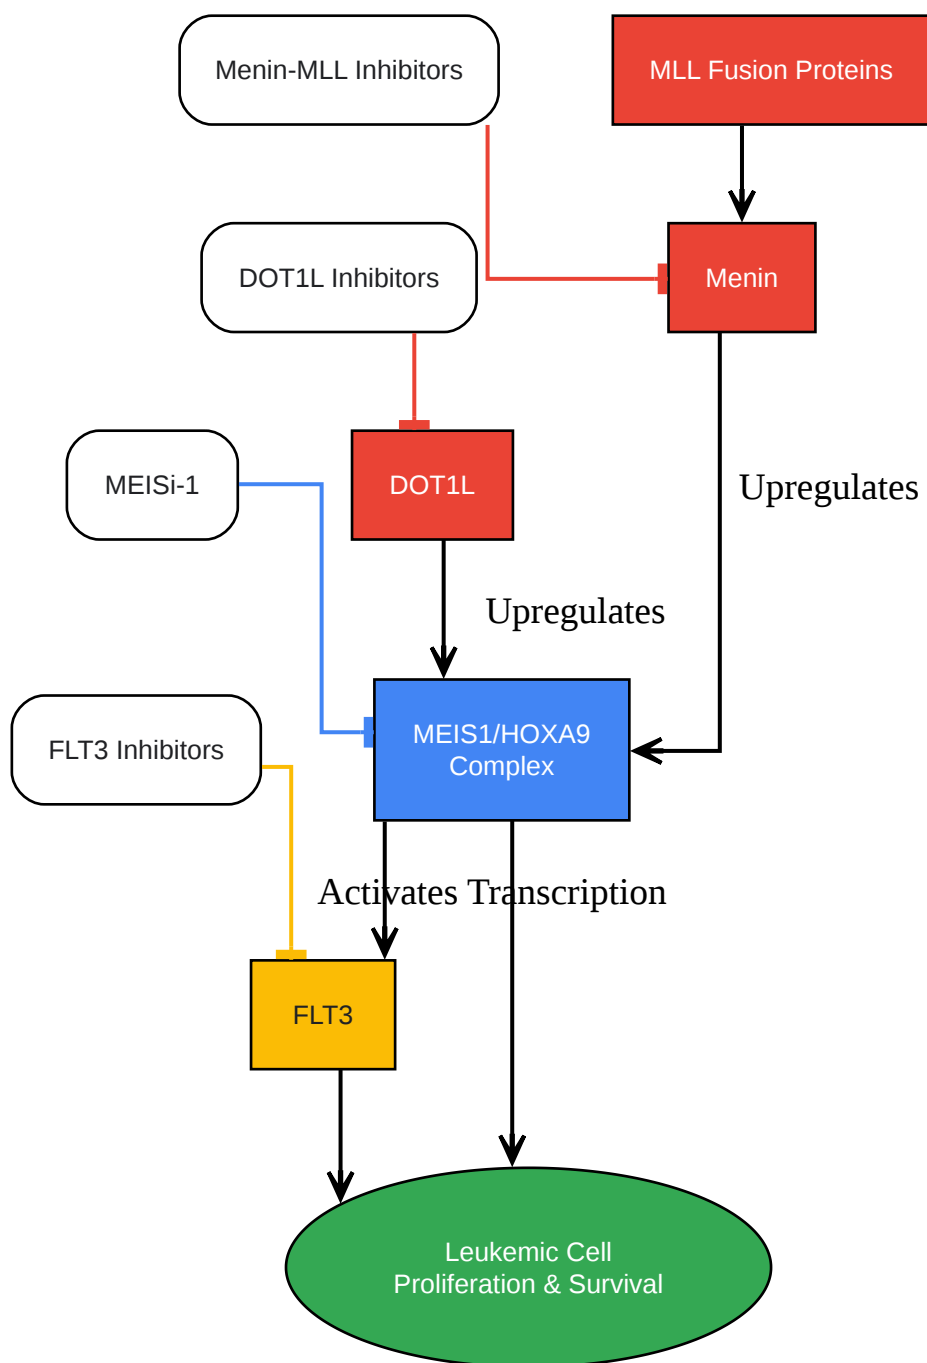 Menin-MLL Inhibitors
MLL Fusion Proteins
DOT1L Inhibitors
Menin
MEISi-1
DOT1L
Upregulates
Upregulates
FLT3 Inhibitors
MEIS1/HOXA9
Complex
Activates Transcription
FLT3
Leukemic Cell
Proliferation & Survival